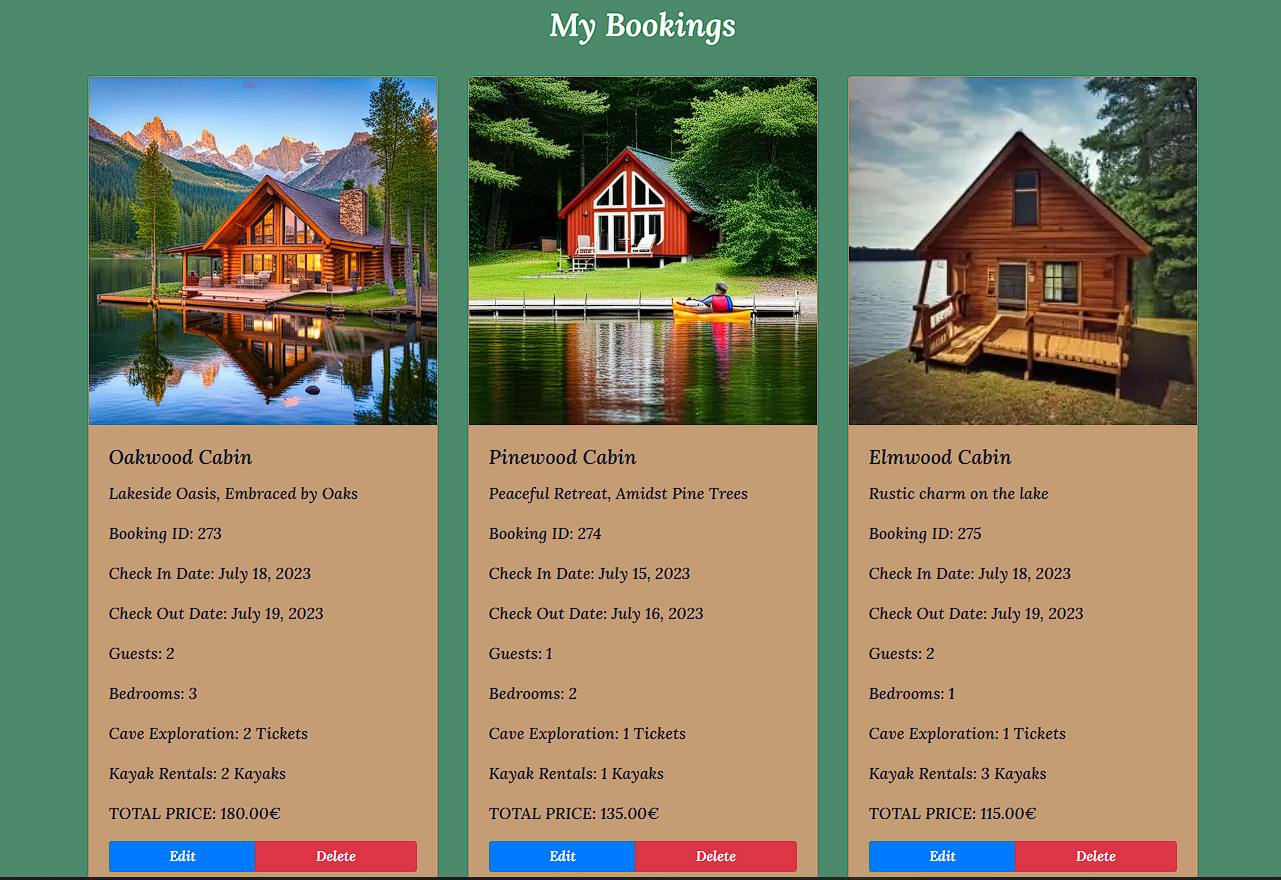 My Bookings
Oakwood Cabin
Lakeside Oasis, Embraced by Oaks
Booking ID: 273
Check In Date: July 18, 2023
Check Out Date: July 19, 2023
Guests: 2
Bedrooms: 3
Cave Exploration: 2 Tickets
Kayak Rentals: 2 Kayaks
TOTAL PRICE: 180.00€
Edit
Delete
Pinewood Cabin
Peaceful Retreat, Amidst Pine Trees
Booking ID: 274
Check In Date: July 15, 2023
Check Out Date: July 16, 2023
Guests: 1
Bedrooms: 2
Cave Exploration: 1 Tickets
Kayak Rentals: 1 Kayaks
TOTAL PRICE: 135.00€
Edit
Delete
Elmwood Cabin
Rustic charm on the lake
Booking ID: 275
Check In Date: July 18, 2023
Check Out Date: July 19, 2023
Guests: 2
Bedrooms: 1
Cave Exploration: 1 Tickets
Kayak Rentals: 3 Kayaks
TOTAL PRICE: 115.00€
Edit
Delete